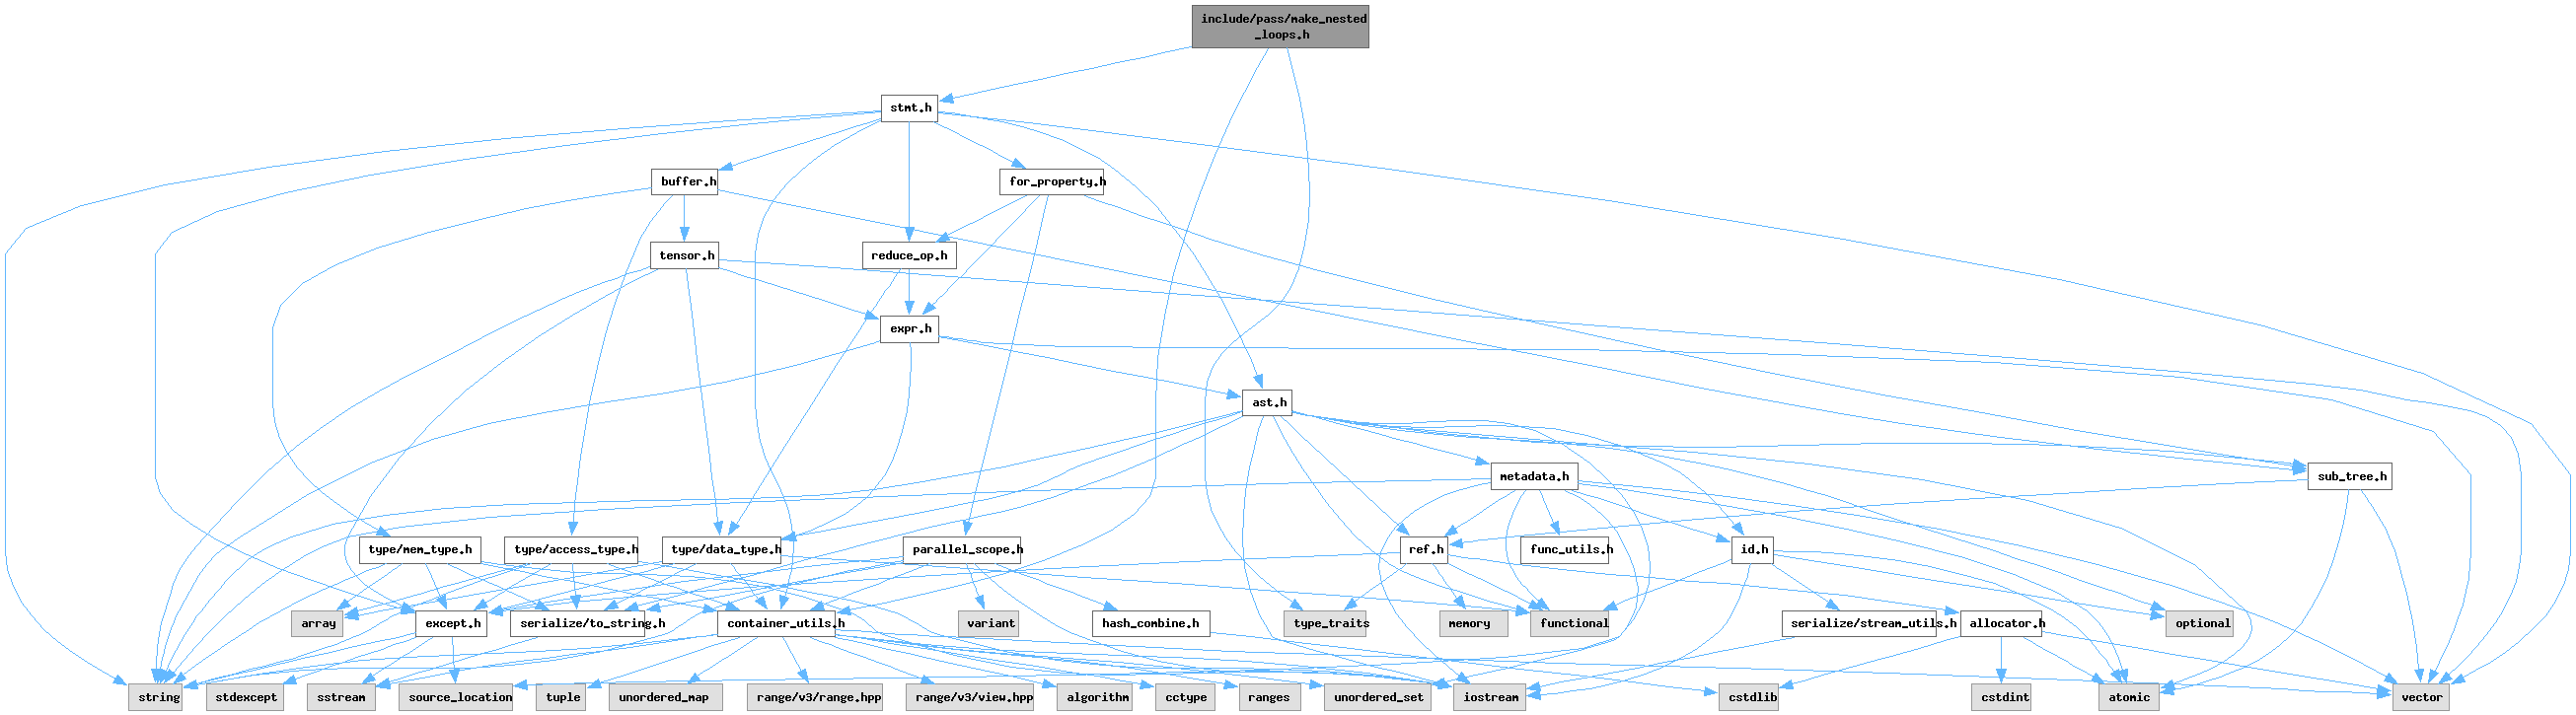 include/pass/make_nested
_loops.h
stmt.h
buffer.h
for_property.h
tensor.h
reduce_op.h
expr.h
ast.h
metadata.h
sub_tree.h
type/mem_type.h
type/access_type.h
type/data_type.h
parallel_scope.h
ref.h
func_utils.h
id.h
array
except.h
serialize/to_string.h
container_utils.h
variant
hash_combine.h
type_traits
memory
functional
serialize/stream_utils.h
allocator.h
optional
string
stdexcept
sstream
source_location
tuple
unordered_map
range/v3/range.hpp
range/v3/view.hpp
algorithm
cctype
ranges
unordered_set
iostream
cstdlib
cstdint
atomic
vector